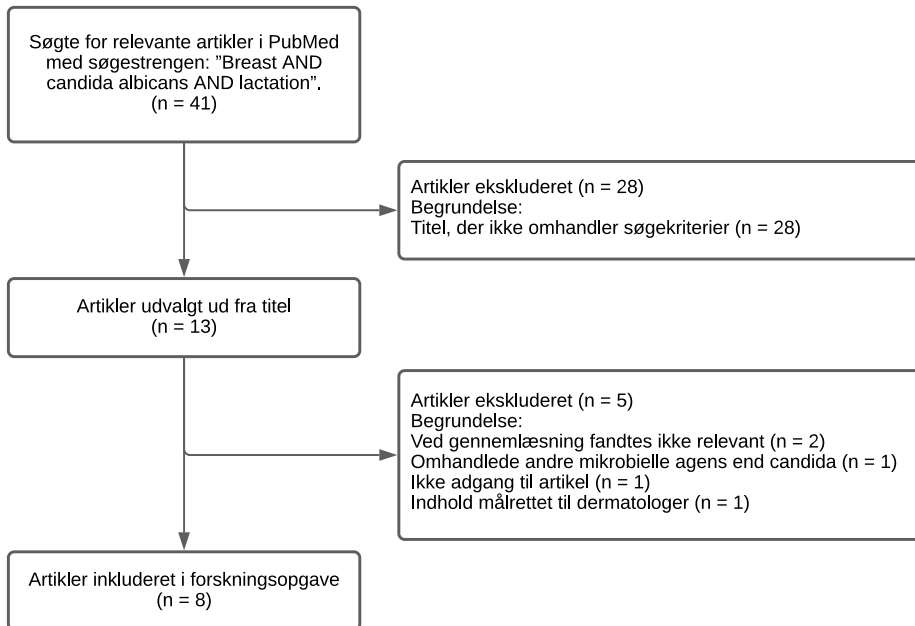 Søgte for relevante artikler i PubMed
med søgestrengen: ”Breast AND
candida albicans AND lactation”.
(n = 41)
Artikler ekskluderet (n = 28)
Begrundelse:
Titel, der ikke omhandler søgekriterier (n = 28)
Artikler udvalgt ud fra titel
(n = 13)
Artikler ekskluderet (n = 5)
Begrundelse:
Ved gennemlæsning fandtes ikke relevant (n = 2)
Omhandlede andre mikrobielle agens end candida (n = 1)
Ikke adgang til artikel (n = 1)
Indhold målrettet til dermatologer (n = 1)
Artikler inkluderet i forskningsopgave
(n = 8)